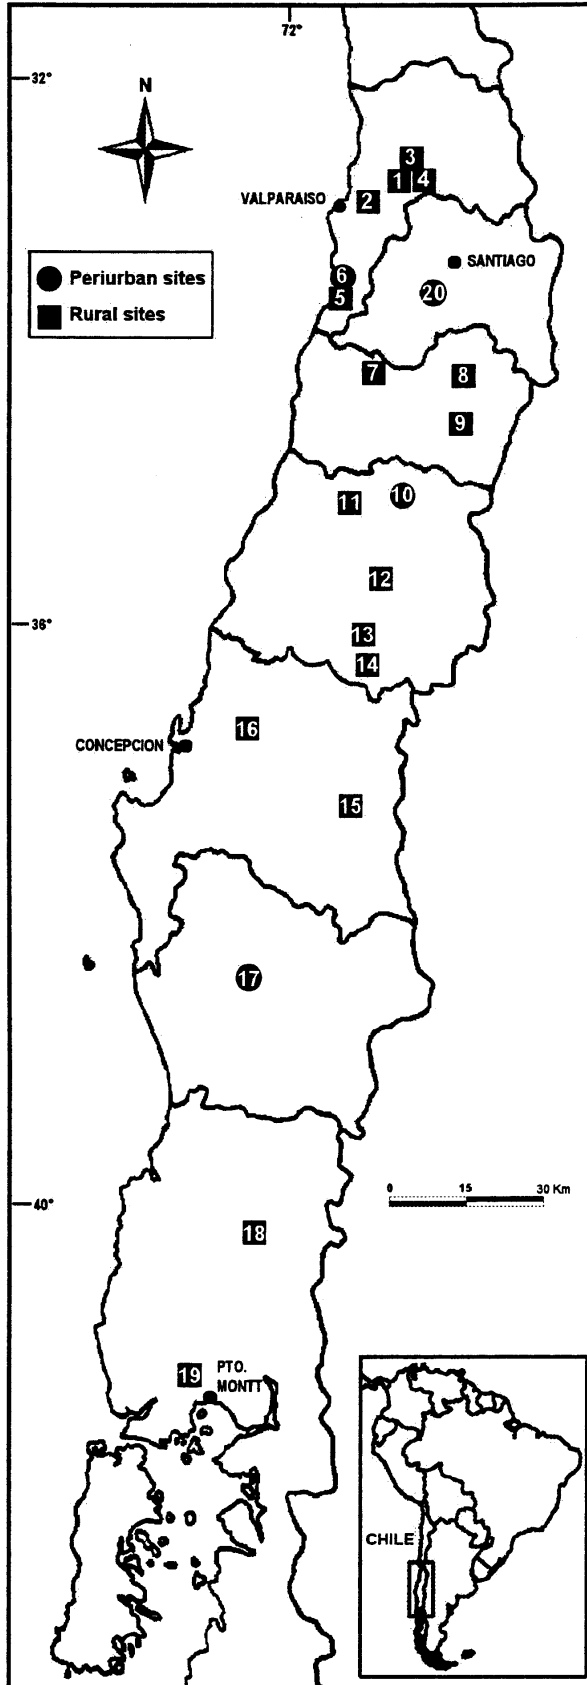 72°
32°
N
3
1
4
2
VALPARAISO
SANTIAGO
6
Periurban sites
20
5
Rural sites
7
8
9
10
11
12
36°
13
14
16
CONCEPCION
15
17
0 15 30 Km
40°
18
19
PTO.
MONTT
CHILE